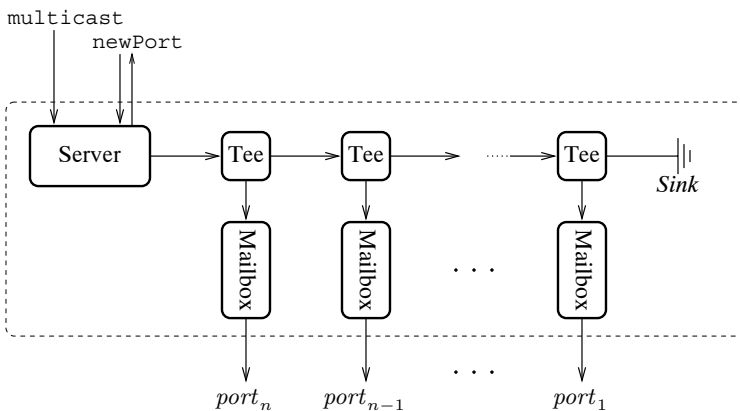 multicast
newPort
Server Tee Tee ...... Tee
Sink
Mailbox Mailbox . . . Mailbox
port_n port_{n−1} . . . port_1